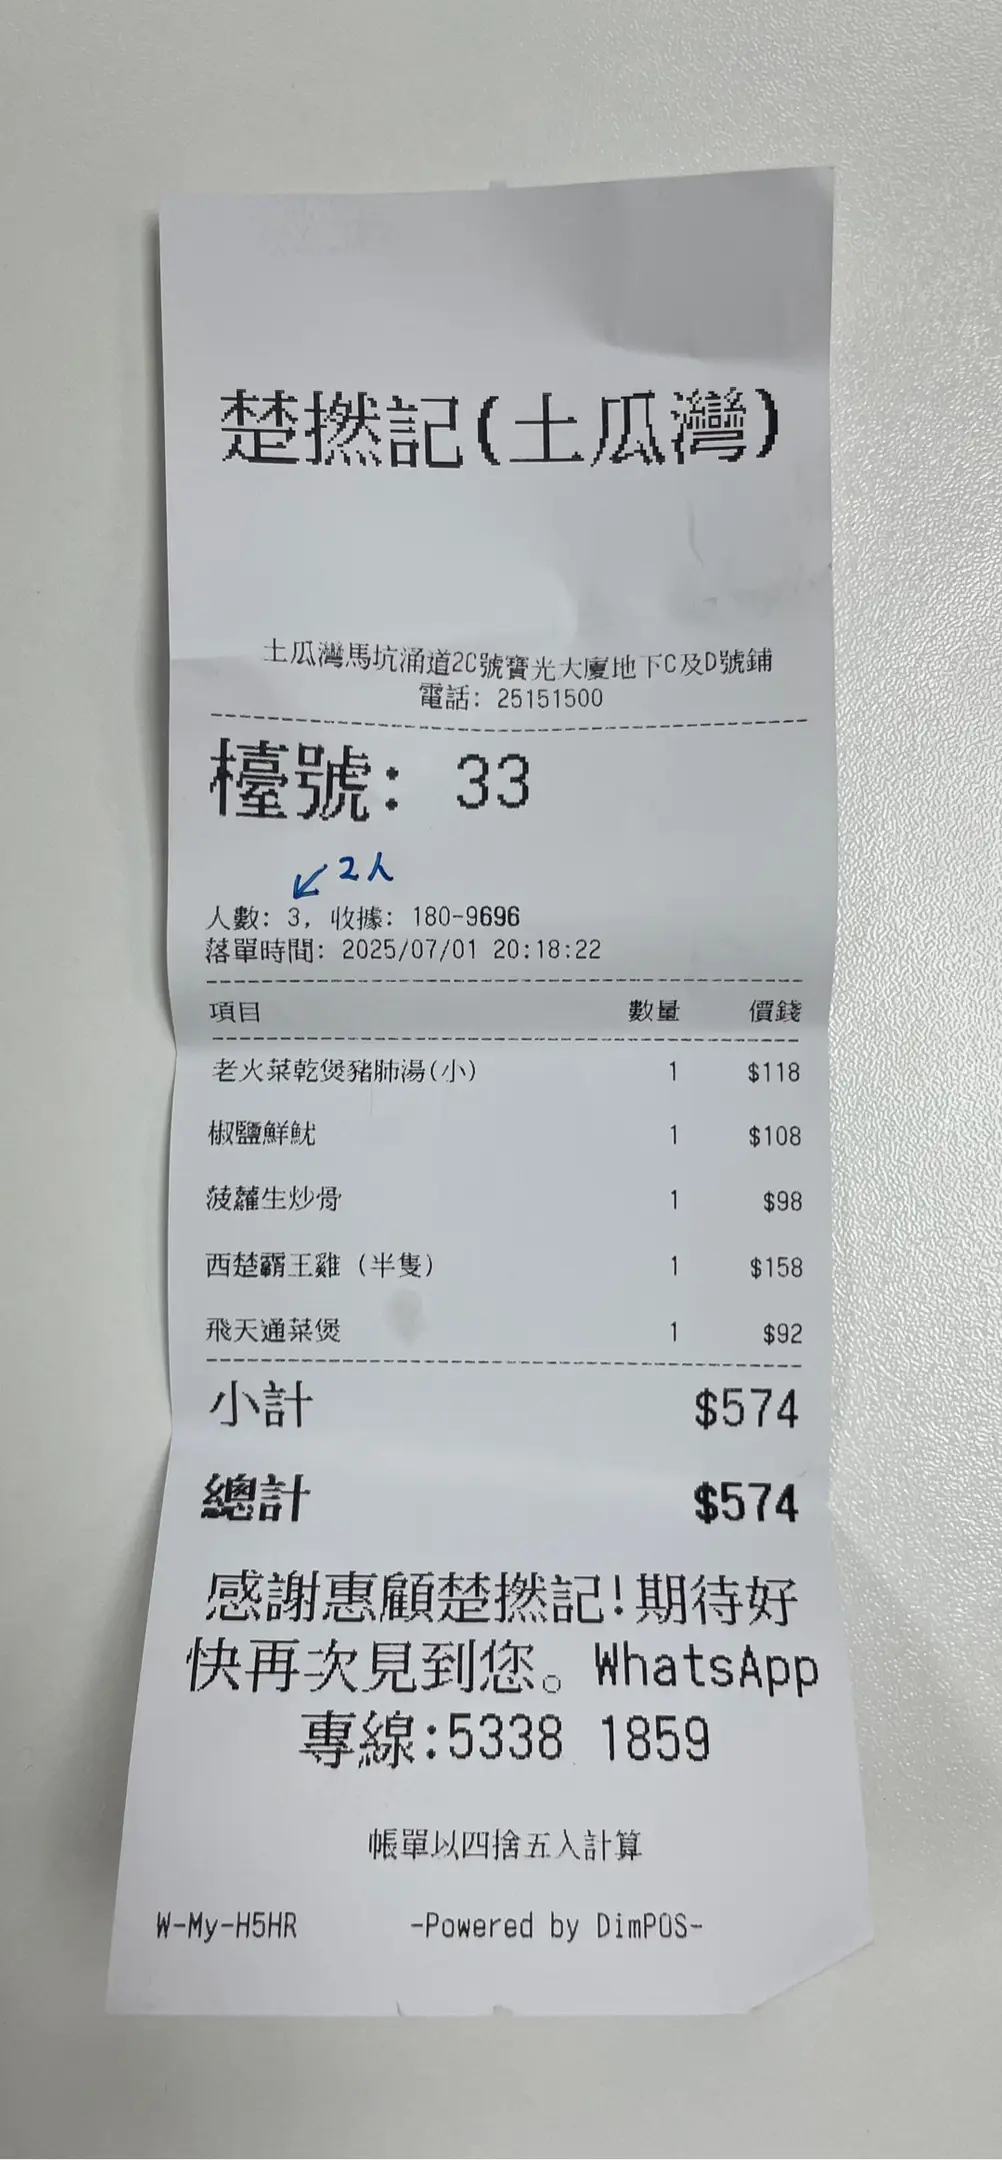 楚撚記(土瓜灣)
土瓜灣馬坑涌道2C號寶光大廈地下C及D號鋪
電話: 25151500
檯號: 33
↙ 2人
人數: 3, 收據: 180-9696
落單時間: 2025/07/01 20:18:22
項目 數量 價錢
老火菜乾煲豬肺湯(小) 1 $118
椒鹽鮮魷 1 $108
菠蘿生炒骨 1 $98
西楚霸王雞 (半隻) 1 $158
飛天通菜煲 1 $92
小計 $574
總計 $574
感謝惠顧楚撚記!期待好
快再次見到您。WhatsApp
專線:5338 1859
帳單以四捨五入計算
W-My-H5HR -Powered by DimPOS-